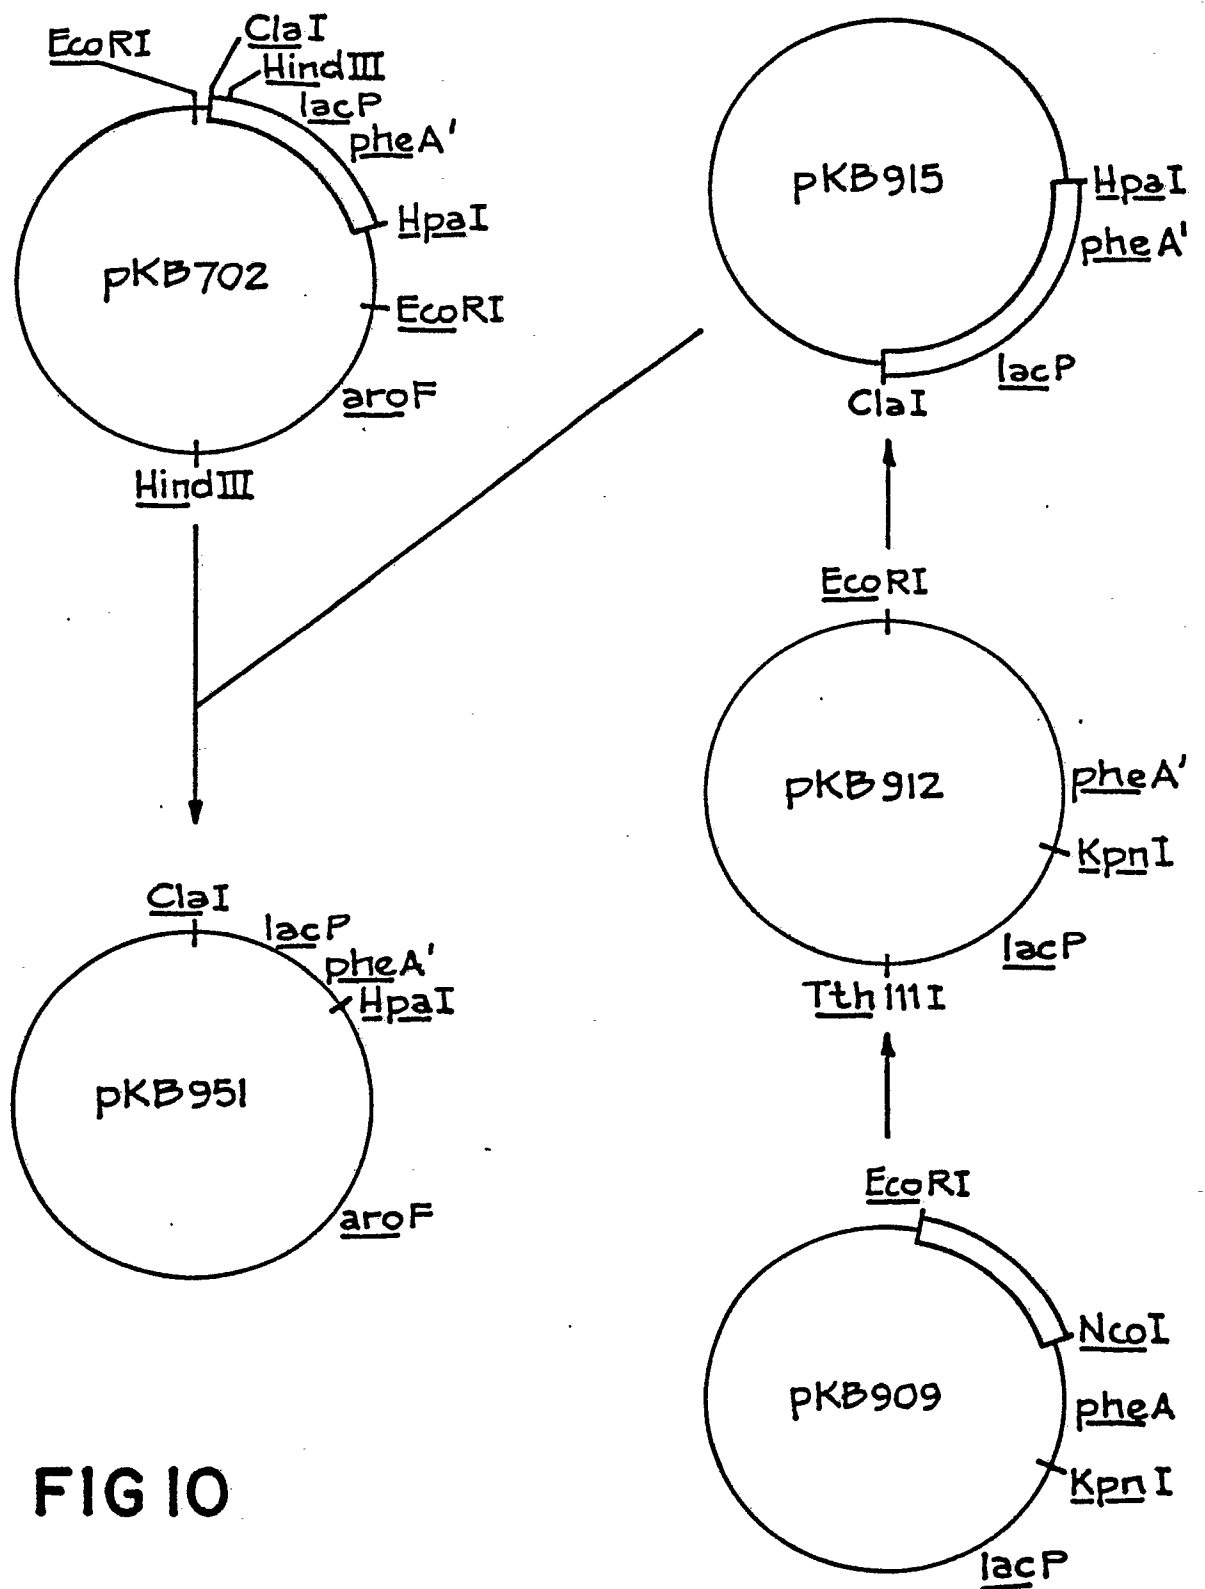 EcoRI
ClaI
HindIII
lacP
pheA'
HpaI
pKB702
EcoRI
aroF
HindIII
pKB915
HpaI
pheA'
lacP
ClaI
EcoRI
pKB912
pheA'
KpnI
lacP
Tth111I
ClaI
lacP
pheA'
HpaI
pKB951
aroF
EcoRI
NcoI
pKB909
pheA
KpnI
lacP
FIG 10